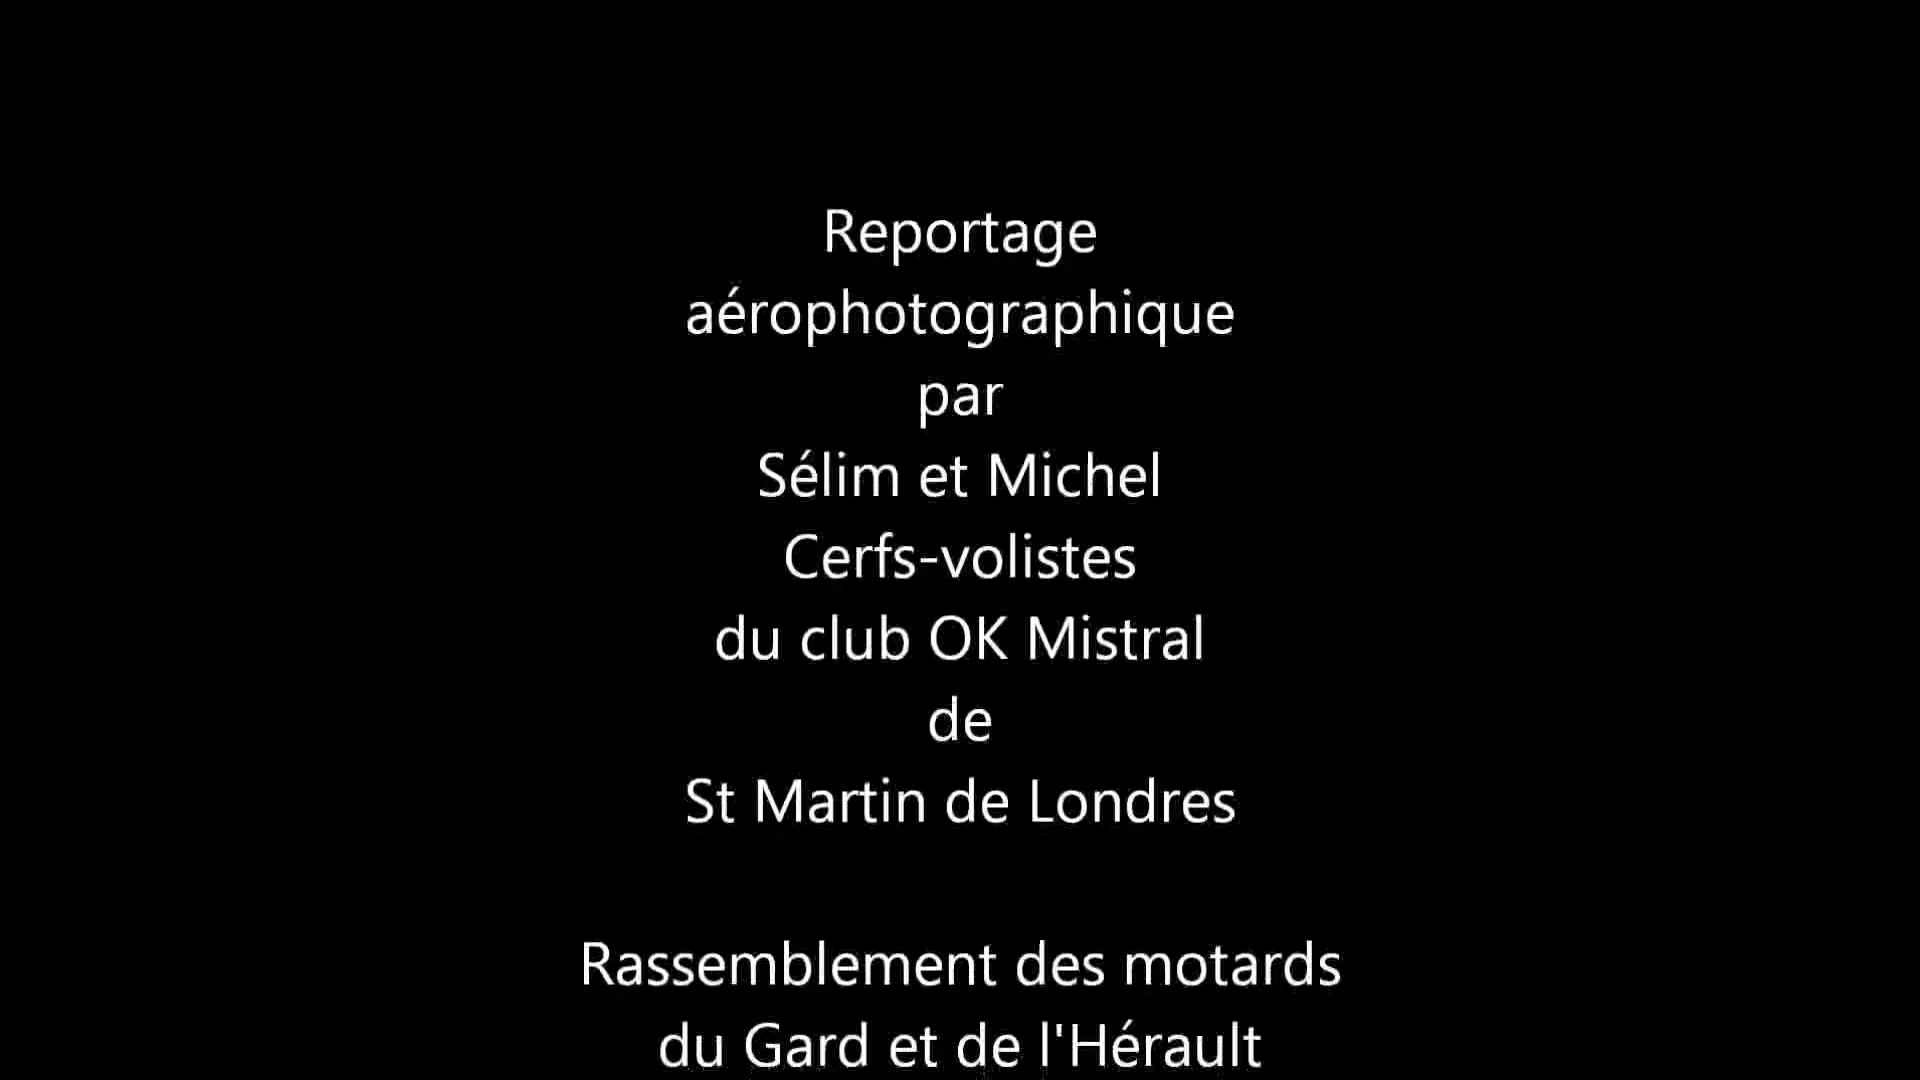 Reportage
aérophotographique
par
Sélim et Michel
Cerfs-volistes
du club OK Mistral
de
St Martin de Londres
Rassemblement des motards
du Gard et de l'Hérault